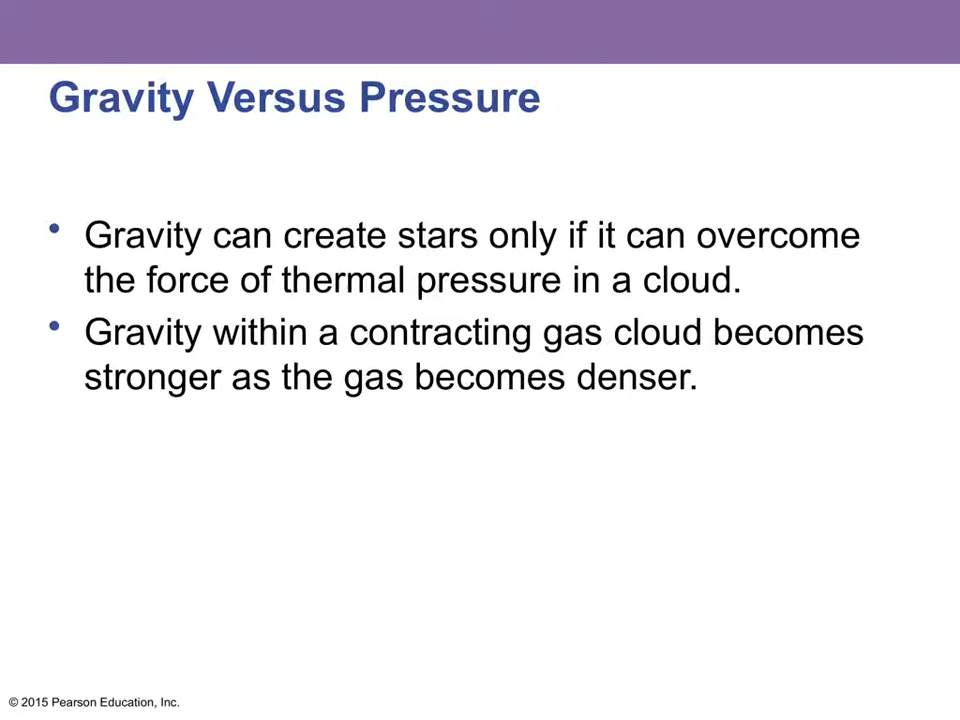 Gravity Versus Pressure
• Gravity can create stars only if it can overcome
the force of thermal pressure in a cloud.
• Gravity within a contracting gas cloud becomes
stronger as the gas becomes denser.
© 2015 Pearson Education, Inc.